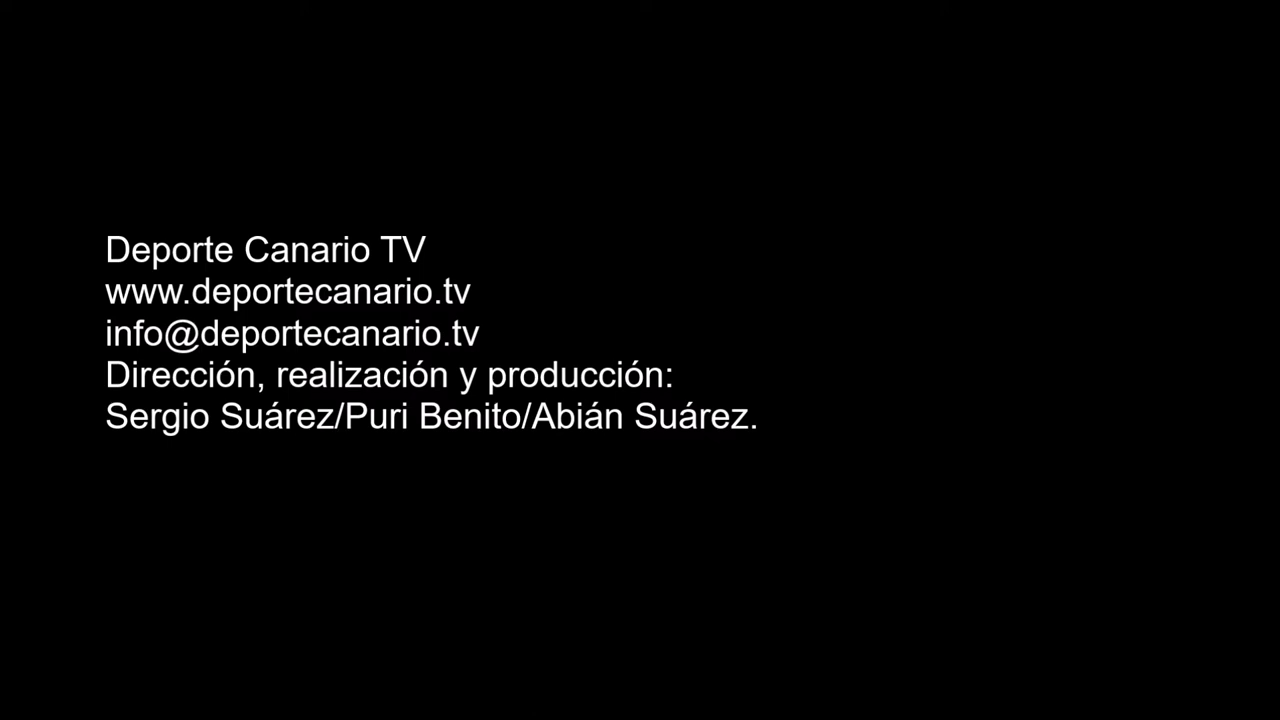 Deporte Canario TV
www.deportecanario.tv
info@deportecanario.tv
Dirección, realización y producción:
Sergio Suárez/Puri Benito/Abián Suárez.